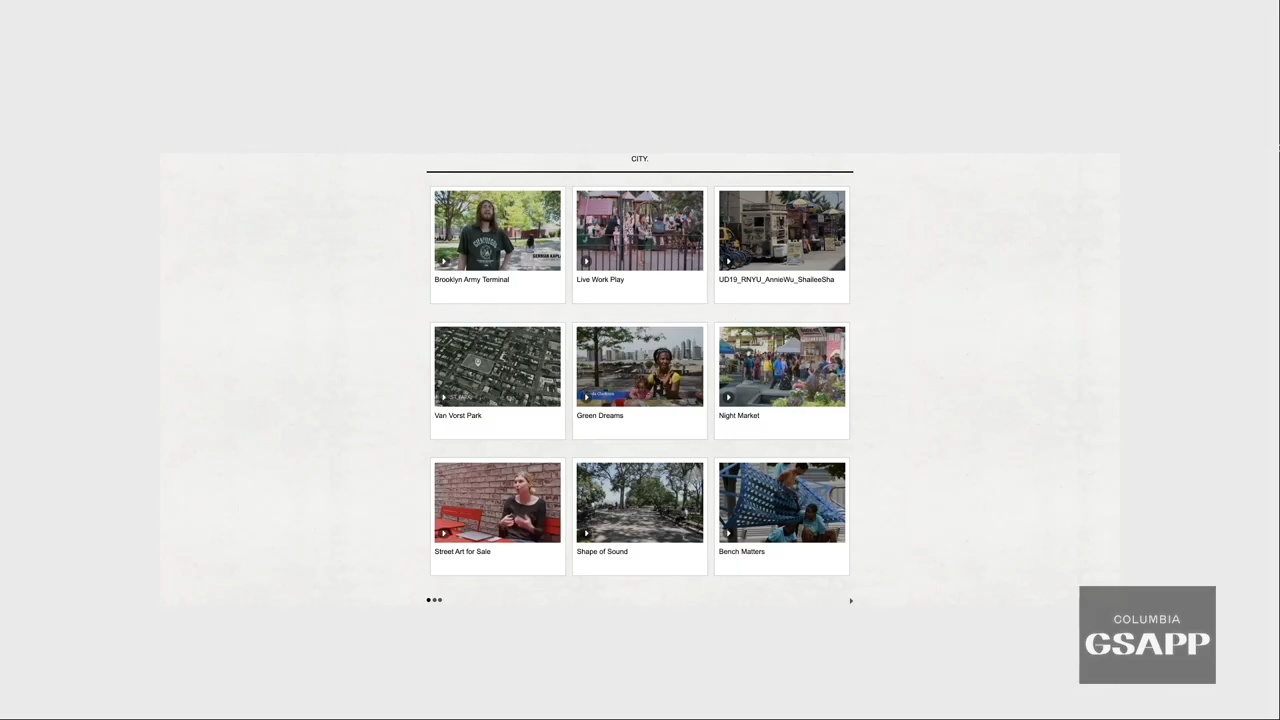 CITY.
Brooklyn Army Terminal
Live Work Play
UD19_RNYU_AnnieWu_ShaileeSha
Van Vorst Park
Green Dreams
Night Market
Street Art for Sale
Shape of Sound
Bench Matters
COLUMBIA
GSAPP